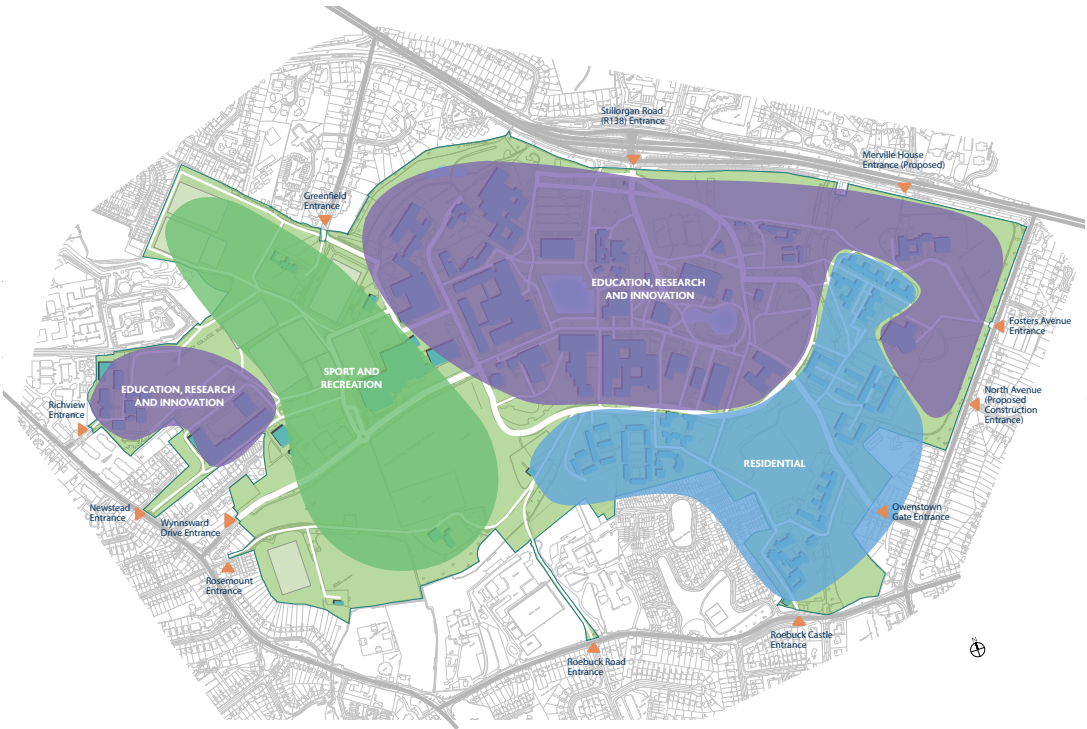 Stillorgan Road
(R138) Entrance
Merville House
Entrance (Proposed)
Greenfield
Entrance
EDUCATION, RESEARCH
AND INNOVATION
Fosters Avenue
Entrance
SPORT AND
RECREATION
EDUCATION, RESEARCH
AND INNOVATION
North Avenue
(Proposed
Construction
Entrance)
Richview
Entrance
RESIDENTIAL
Newstead
Entrance
Wynnsward
Drive Entrance
Owenstown
Gate Entrance
Rosemount
Entrance
Roebuck Castle
Entrance
Roebuck Road
Entrance
N